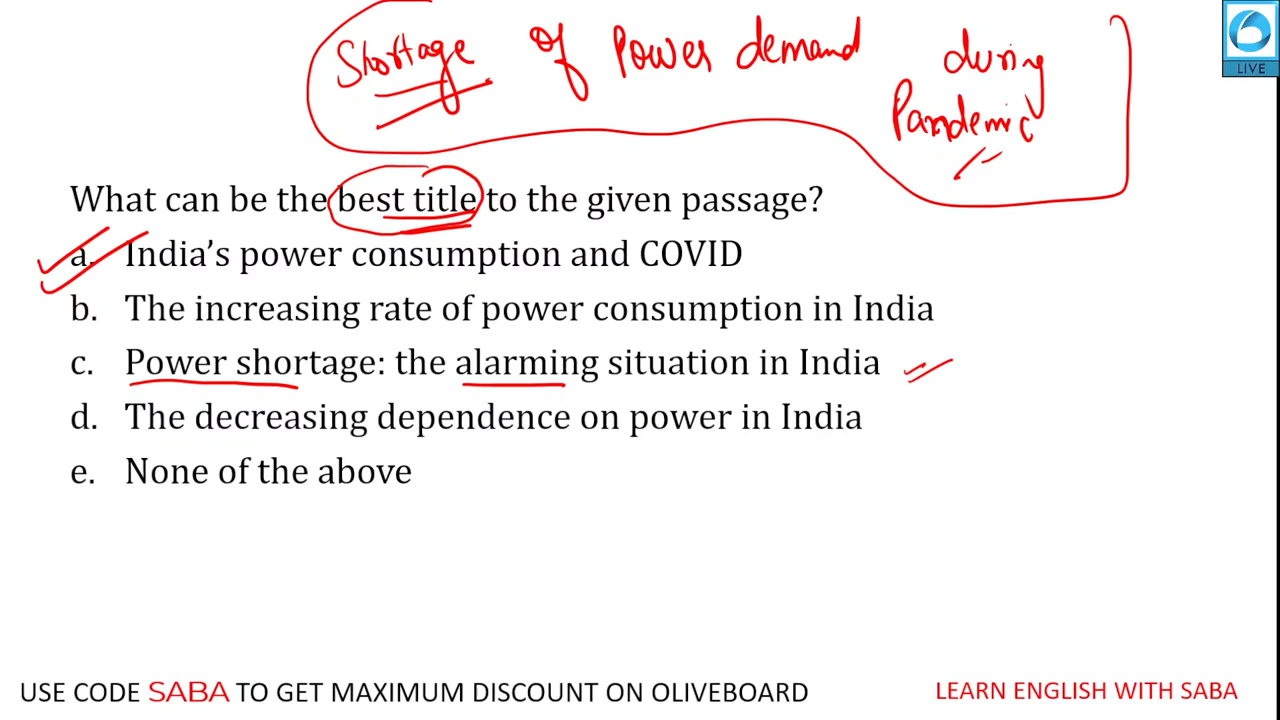 Shortage of Power demand during
Pandemic
LIVE
What can be the best title to the given passage?
a. India's power consumption and COVID
b. The increasing rate of power consumption in India
c. Power shortage: the alarming situation in India
d. The decreasing dependence on power in India
e. None of the above
USE CODE SABA TO GET MAXIMUM DISCOUNT ON OLIVEBOARD
LEARN ENGLISH WITH SABA